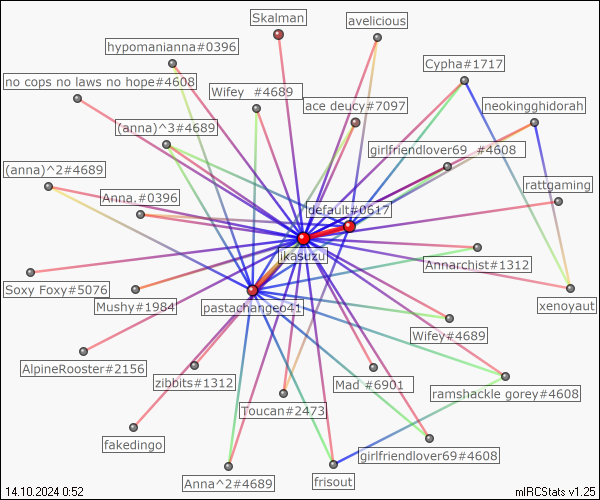 Skalman
avelicious
hypomanianna#0396
Cypha#1717
no cops no laws no hope#4608
Wifey #4689
ace deucy#7097
neokingghidorah
(anna)^3#4689
girlfriendlover69 #4608
(anna)^2#4689
Anna.#0396
rattgaming
default#0617
ikasuzu
Annarchist#1312
Soxy Foxy#5076
Mushy#1984
pastachangeo41
xenoyaut
Wifey#4689
AlpineRooster#2156
zibbits#1312
Mad #6901
ramshackle gorey#4608
Toucan#2473
fakedingo
girlfriendlover69#4608
Anna^2#4689
frisout
14.10.2024 0:52
mIRCStats v1.25